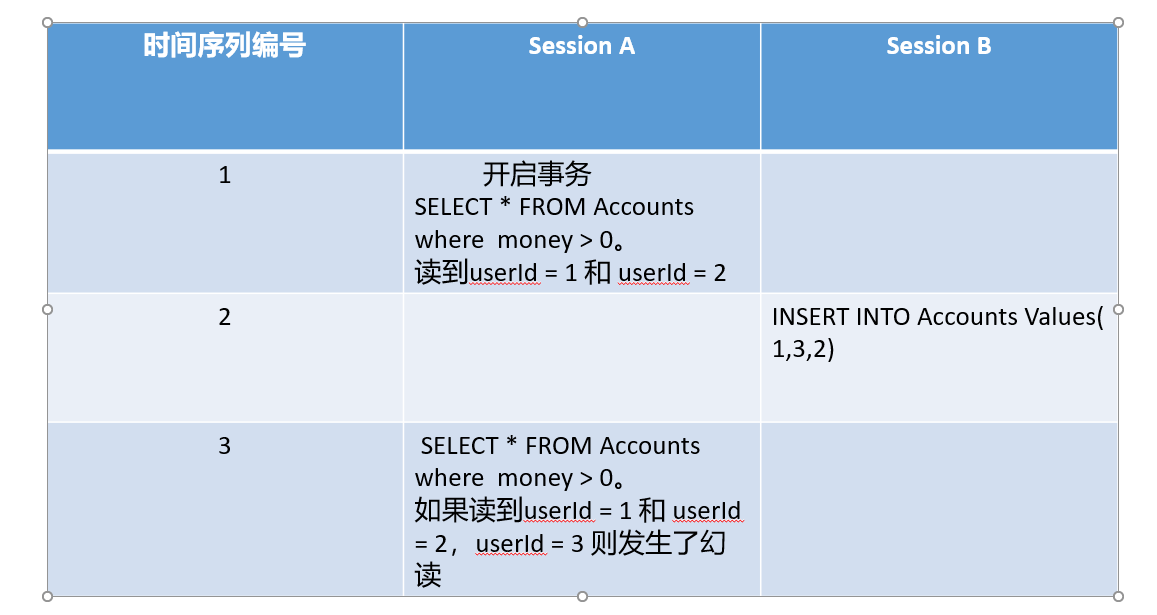 时间序列编号
Session A
Session B
1
开启事务
SELECT * FROM Accounts
where  money > 0。
读到userId = 1 和 userId = 2
2
INSERT INTO Accounts Values(
1,3,2)
3
SELECT * FROM Accounts
where  money > 0。
如果读到userId = 1 和 userId
= 2，userId = 3 则发生了幻
读